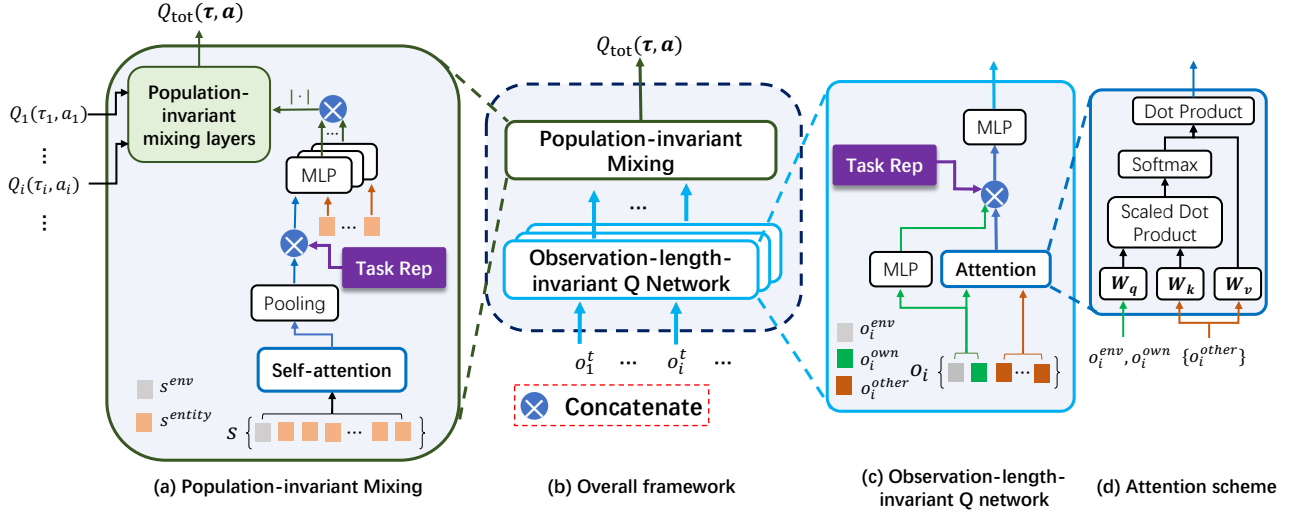 Q_tot(τ, a)
Q_1(τ_1, a_1)
⋮
Q_i(τ_i, a_i)
⋮
Population-
invariant
mixing layers
|·|
...
MLP
...
Task Rep
Pooling
Self-attention
s^env
s^entity
S { ... }
(a) Population-invariant Mixing
Q_tot(τ, a)
Population-invariant
Mixing
...
Observation-length-
invariant Q Network
o_1^t ... o_i^t ...
Concatenate
(b) Overall framework
MLP
Task Rep
MLP
Attention
o_i^env
o_i^own
o_i^other
o_i { ... }
(c) Observation-length-
invariant Q network
Dot Product
Softmax
Scaled Dot
Product
W_q W_k W_v
o_i^env, o_i^own {o_i^other}
(d) Attention scheme